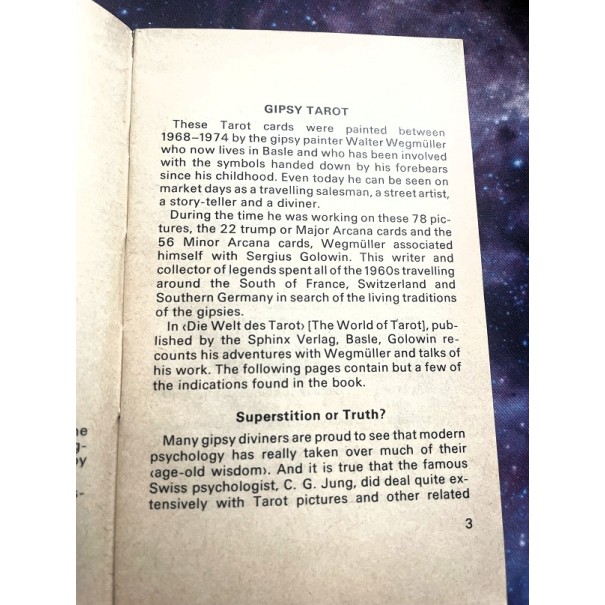 GIPSY TAROT
These Tarot cards were painted between
1968–1974 by the gipsy painter Walter Wegmüller
who now lives in Basle and who has been involved
with the symbols handed down by his forebears
since his childhood. Even today he can be seen on
market days as a travelling salesman, a street artist,
a story-teller and a diviner.
During the time he was working on these 78 pic-
tures, the 22 trump or Major Arcana cards and the
56 Minor Arcana cards, Wegmüller associated
himself with Sergius Golowin. This writer and
collector of legends spent all of the 1960s travelling
around the South of France, Switzerland and
Southern Germany in search of the living traditions
of the gipsies.
In ‹Die Welt des Tarot› [The World of Tarot], pub-
lished by the Sphinx Verlag, Basle, Golowin re-
counts his adventures with Wegmüller and talks of
his work. The following pages contain but a few of
the indications found in the book.
Superstition or Truth?
Many gipsy diviners are proud to see that modern
psychology has really taken over much of their
‹age-old wisdom›. And it is true that the famous
Swiss psychologist, C. G. Jung, did deal quite ex-
tensively with Tarot pictures and other related
3